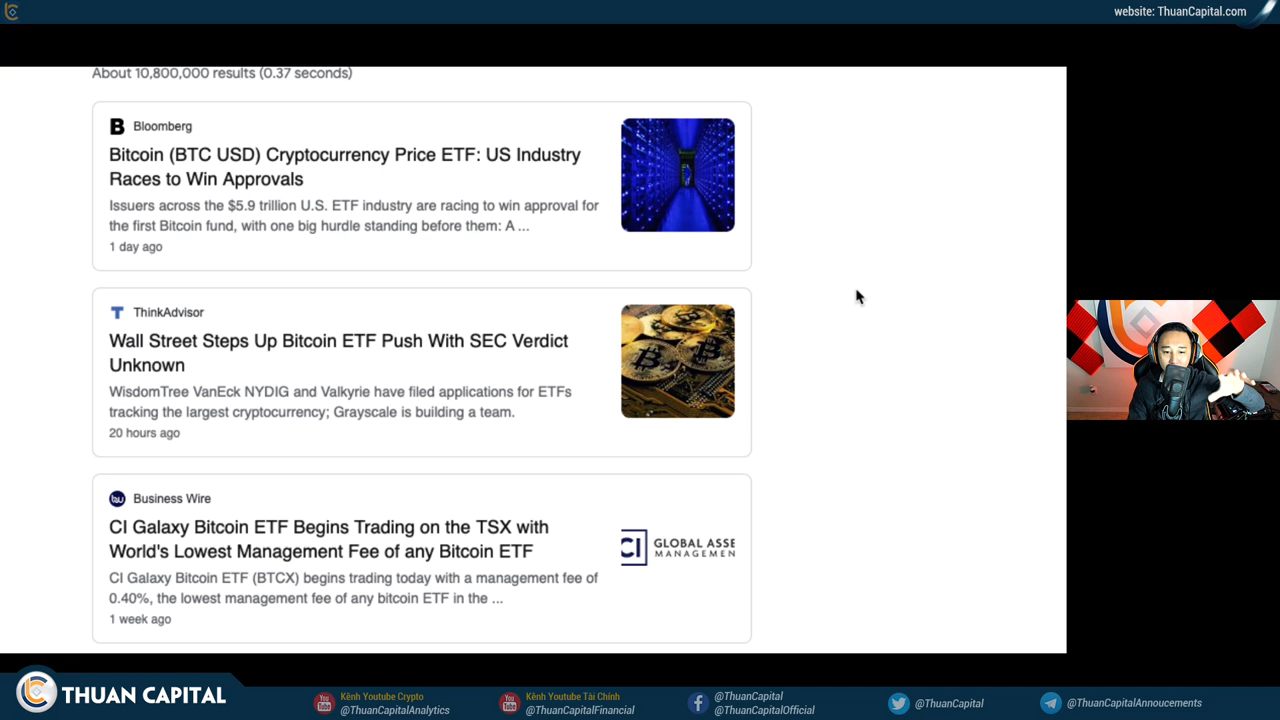 website: ThuanCapital.com
About 10,800,000 results (0.37 seconds)
B Bloomberg
Bitcoin (BTC USD) Cryptocurrency Price ETF: US Industry
Races to Win Approvals
Issuers across the $5.9 trillion U.S. ETF industry are racing to win approval for
the first Bitcoin fund, with one big hurdle standing before them: A ...
1 day ago
T ThinkAdvisor
Wall Street Steps Up Bitcoin ETF Push With SEC Verdict
Unknown
WisdomTree VanEck NYDIG and Valkyrie have filed applications for ETFs
tracking the largest cryptocurrency; Grayscale is building a team.
20 hours ago
bw Business Wire
CI Galaxy Bitcoin ETF Begins Trading on the TSX with
World's Lowest Management Fee of any Bitcoin ETF
CI Galaxy Bitcoin ETF (BTCX) begins trading today with a management fee of
0.40%, the lowest management fee of any bitcoin ETF in the ...
1 week ago
CI GLOBAL ASSE
MANAGEMEN
THUAN CAPITAL
You Tube
Kênh Youtube Crypto
@ThuanCapitalAnalytics
You Tube
Kênh Youtube Tài Chính
@ThuanCapitalFinancial
@ThuanCapital
@ThuanCapitalOfficial
@ThuanCapital
@ThuanCapitalAnnoucements